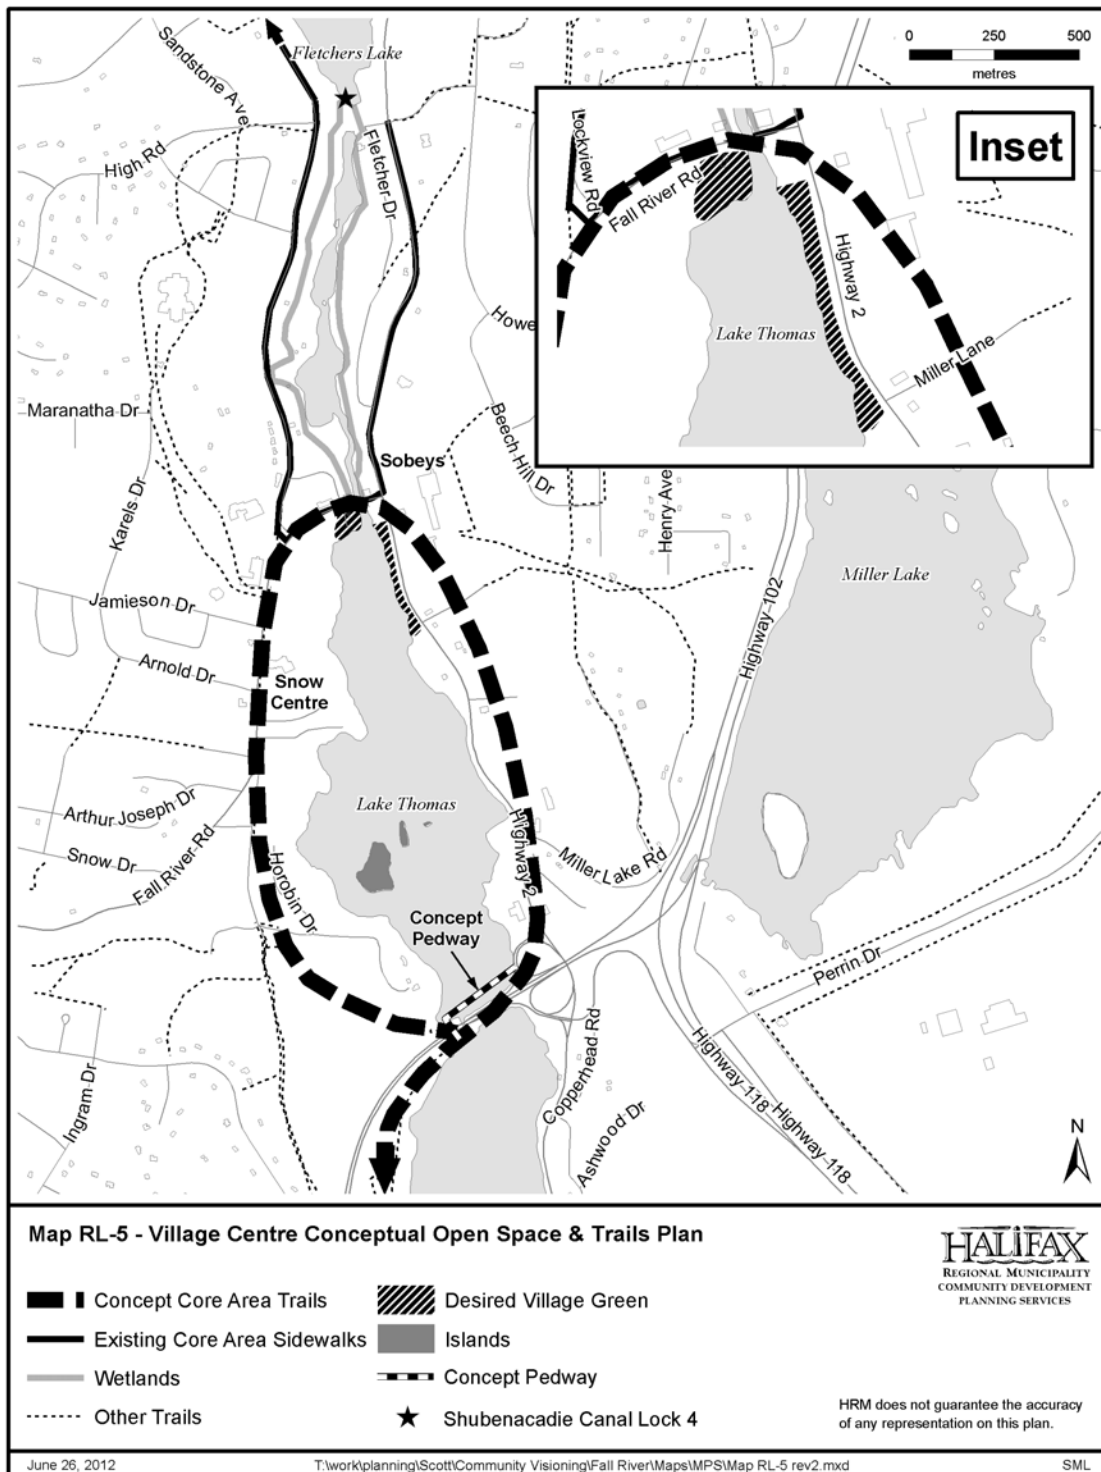 Fletchers Lake
Sandstone Ave
High Rd
Fletcher Dr
0 250 500
metres
Inset
Lockview Rd
Fall River Rd
Highway 2
Lake Thomas
Miller Lane
Howe
Maranatha Dr
Karels Dr
Sobeys
Beech Hill Dr
Henry Ave
Highway 102
Miller Lake
Jamieson Dr
Arnold Dr
Snow
Centre
Lake Thomas
Arthur Joseph Dr
Snow Dr
Fall River Rd
Horobin Dr
Highway 2
Miller Lake Rd
Concept
Pedway
Perrin Dr
Ingram Dr
Copperhead Rd
Ashwood Dr
Highway 118
Highway 118
N
Map RL-5 - Village Centre Conceptual Open Space & Trails Plan
HALIFAX
REGIONAL MUNICIPALITY
COMMUNITY DEVELOPMENT
PLANNING SERVICES
Concept Core Area Trails
Desired Village Green
Existing Core Area Sidewalks
Islands
Wetlands
Concept Pedway
Other Trails
Shubenacadie Canal Lock 4
HRM does not guarantee the accuracy
of any representation on this plan.
June 26, 2012
T:\work\planning\Scott\Community Visioning\Fall River\Maps\MPS\Map RL-5 rev2.mxd
SML